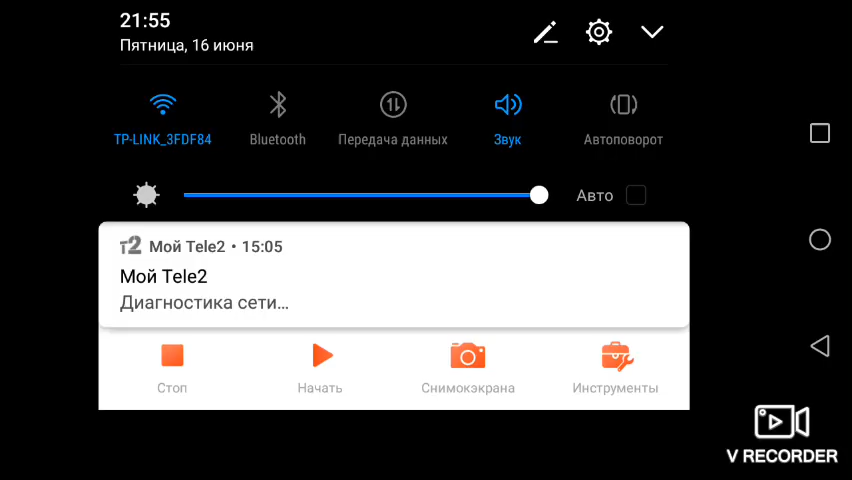 21:55
Пятница, 16 июня
TP-LINK_3FDF84
Bluetooth
Передача данных
Звук
Автоповорот
Авто
T2 Мой Tele2 • 15:05
Мой Tele2
Диагностика сети...
Стоп
Начать
Снимокэкрана
Инструменты
V RECORDER